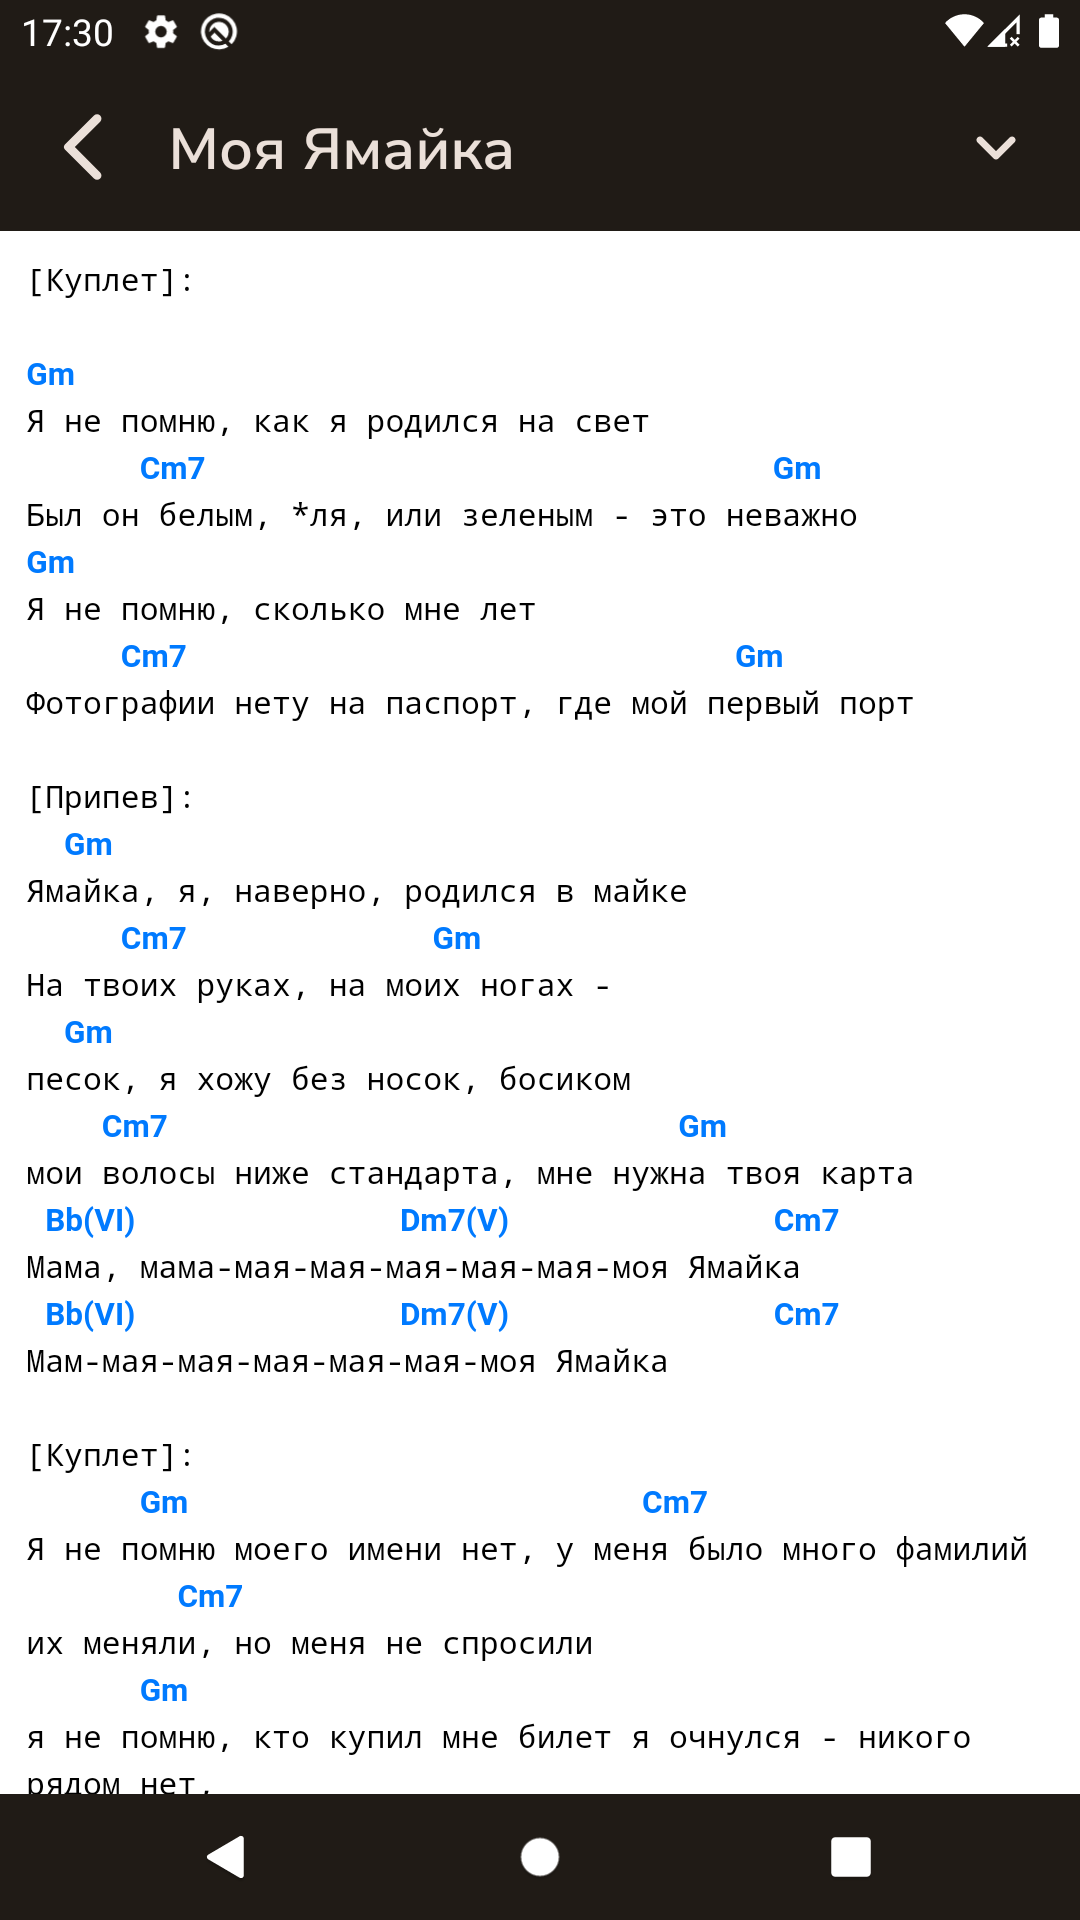 17:30
Моя Ямайка
[Куплет]:
Gm
Я не помню, как я родился на свет
Cm7 Gm
Был он белым, *ля, или зеленым - это неважно
Gm
Я не помню, сколько мне лет
Cm7 Gm
Фотографии нету на паспорт, где мой первый порт
[Припев]:
Gm
Ямайка, я, наверно, родился в майке
Cm7 Gm
На твоих руках, на моих ногах -
Gm
песок, я хожу без носок, босиком
Cm7 Gm
мои волосы ниже стандарта, мне нужна твоя карта
Bb(VI) Dm7(V) Cm7
Мама, мама-мая-мая-мая-мая-мая-моя Ямайка
Bb(VI) Dm7(V) Cm7
Мам-мая-мая-мая-мая-мая-моя Ямайка
[Куплет]:
Gm Cm7
Я не помню моего имени нет, у меня было много фамилий
Cm7
их меняли, но меня не спросили
Gm
я не помню, кто купил мне билет я очнулся - никого
рядом нет,